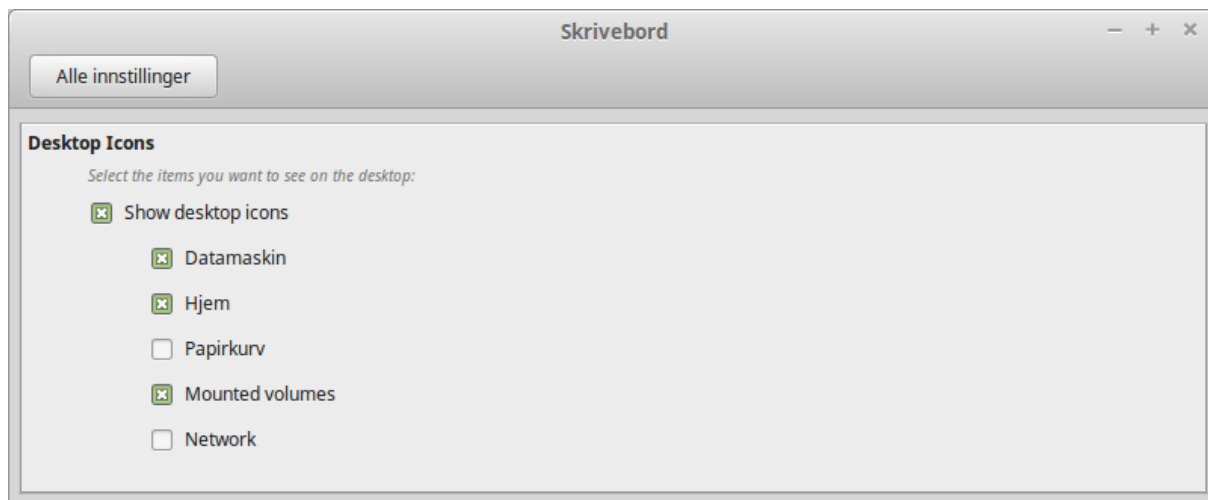 Skrivebord
Alle innstillinger
Desktop Icons
Select the items you want to see on the desktop:
Show desktop icons
Datamaskin
Hjem
Papirkurv
Mounted volumes
Network